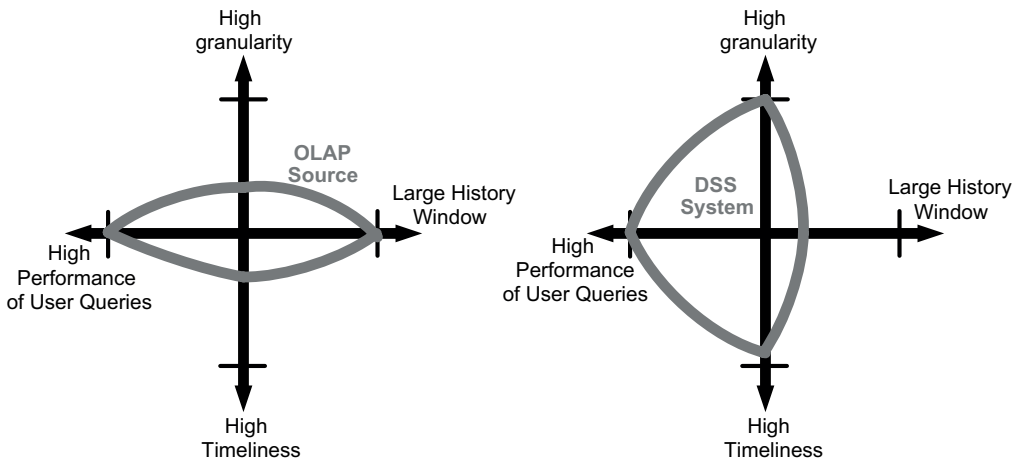 High
granularity
OLAP
Source
Large History
Window
High
Performance
of User Queries
High
Timeliness
High
granularity
DSS
System
Large History
Window
High
Performance
of User Queries
High
Timeliness